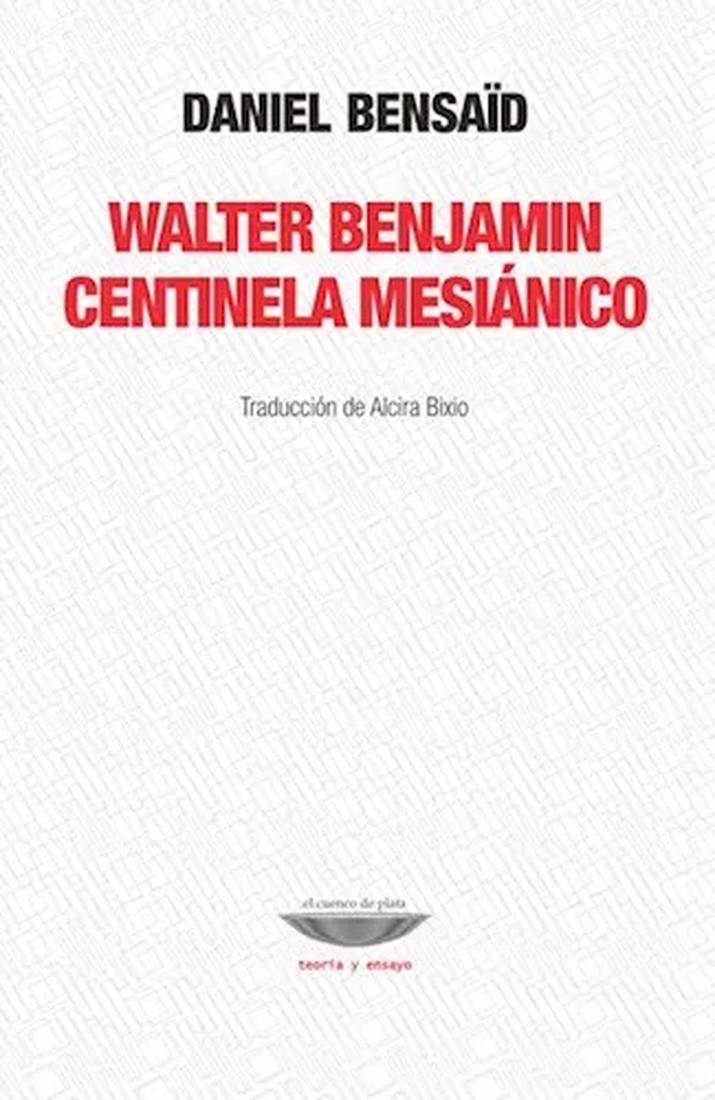 DANIEL BENSAÏD
WALTER BENJAMIN
CENTINELA MESIÁNICO
Traducción de Alcira Bixio
el cuenco de plata
teoría y ensayo